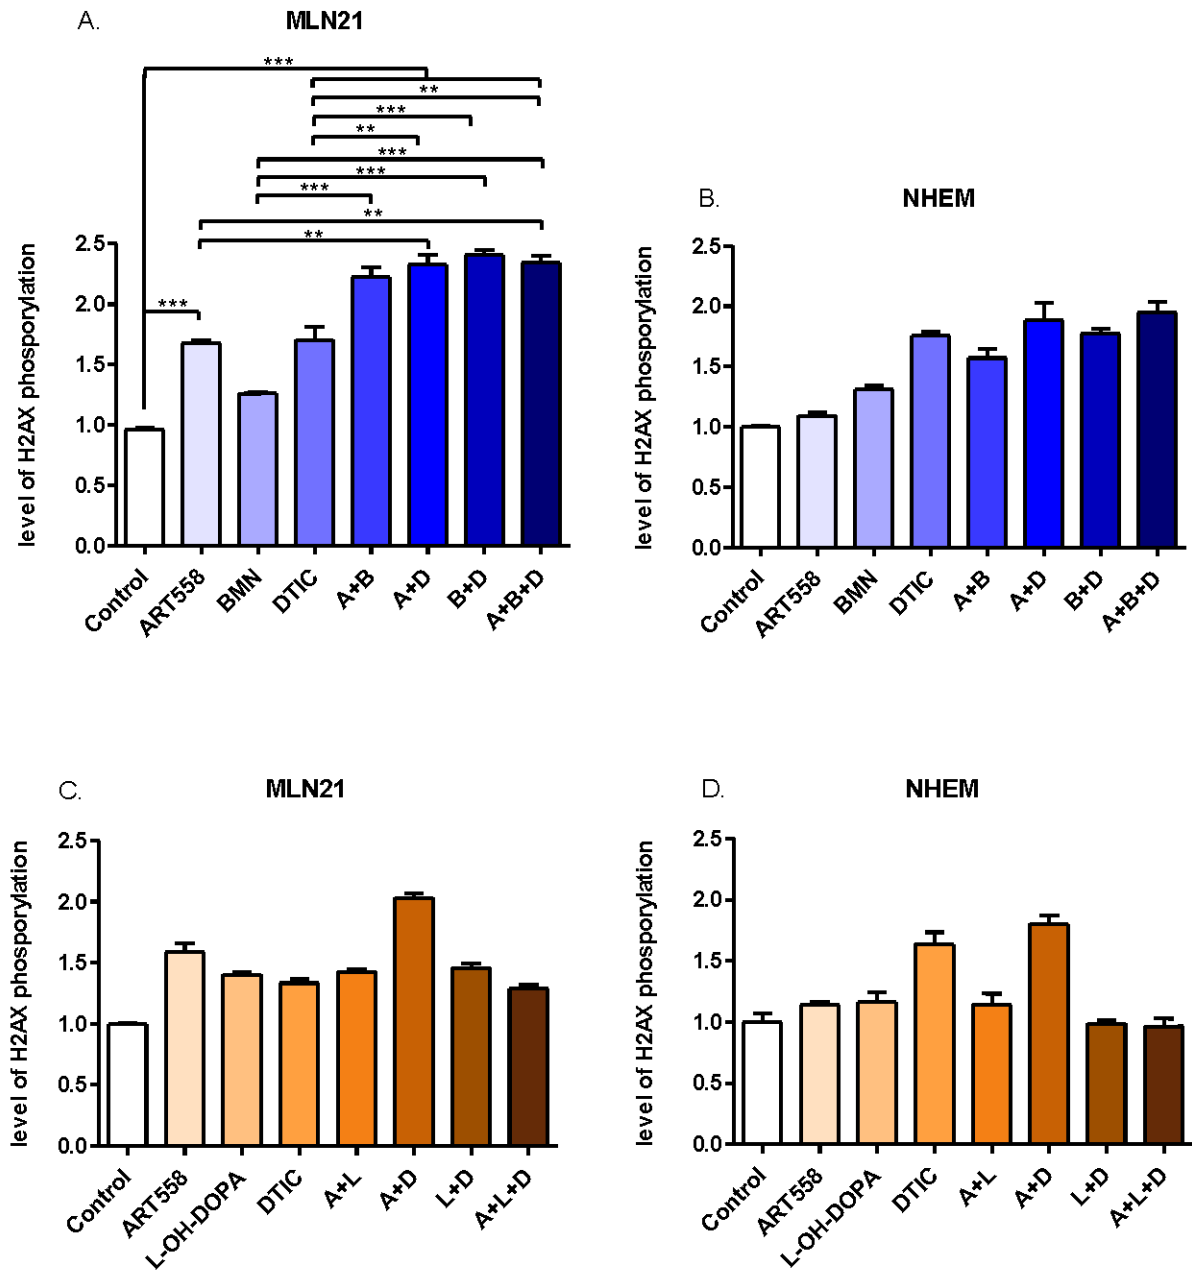 A.
MLN21
***
**
***
**
***
***
***
**
**
***
level of H2AX phosporylation
2.5
2.0
1.5
1.0
0.5
0.0
Control
ART558
BMN
DTIC
A+B
A+D
B+D
A+B+D
B.
NHEM
level of H2AX phosporylation
2.5
2.0
1.5
1.0
0.5
0.0
Control
ART558
BMN
DTIC
A+B
A+D
B+D
A+B+D
C.
MLN21
level of H2AX phosporylation
2.5
2.0
1.5
1.0
0.5
0.0
Control
ART558
L-OH-DOPA
DTIC
A+L
A+D
L+D
A+L+D
D.
NHEM
level of H2AX phosporylation
2.5
2.0
1.5
1.0
0.5
0.0
Control
ART558
L-OH-DOPA
DTIC
A+L
A+D
L+D
A+L+D